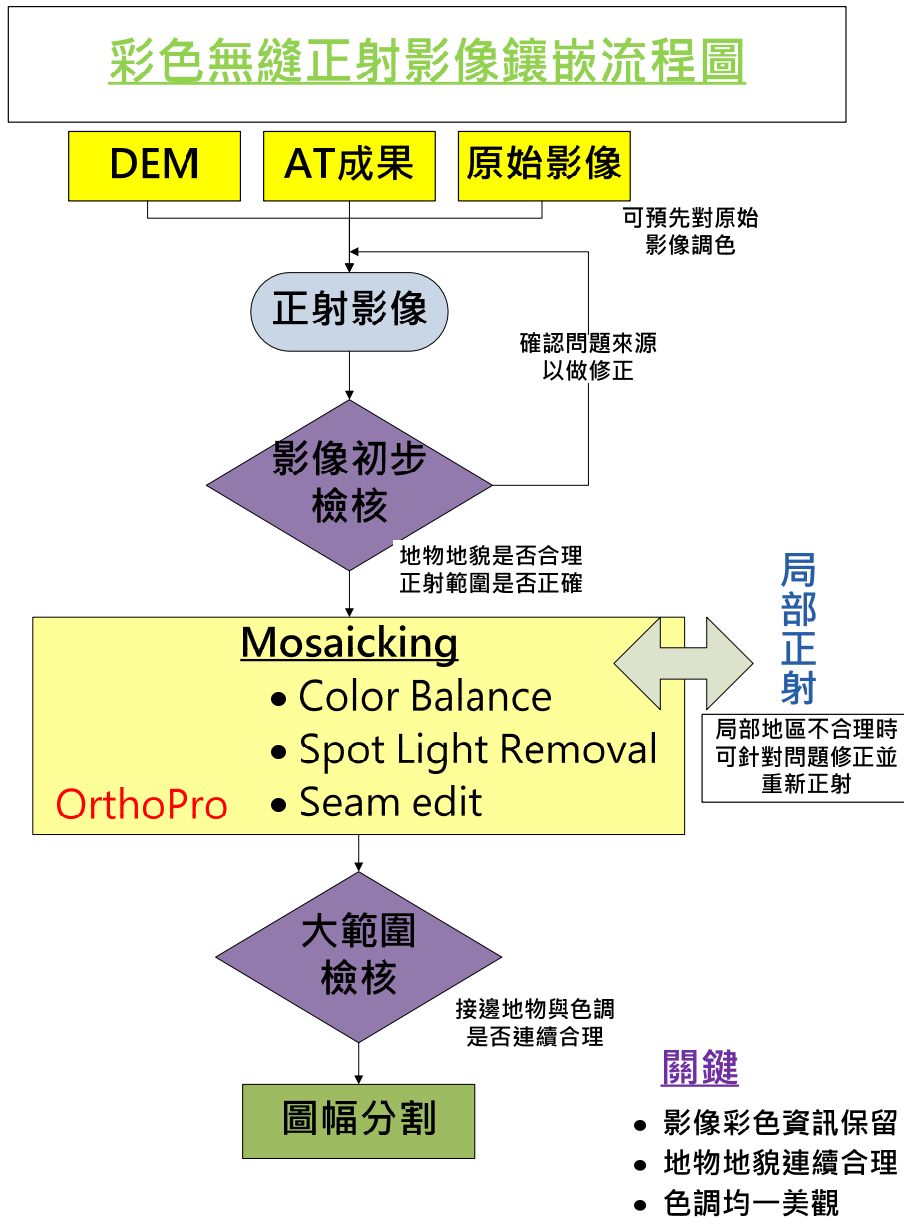 彩色無縫正射影像鑲嵌流程圖
DEM
AT成果
原始影像
可預先對原始
影像調色
正射影像
確認問題來源
以做修正
影像初步
檢核
地物地貌是否合理
正射範圍是否正確
局部正射
Mosaicking
• Color Balance
• Spot Light Removal
• Seam edit
OrthoPro
局部地區不合理時
可針對問題修正並
重新正射
大範圍
檢核
接邊地物與色調
是否連續合理
圖幅分割
關鍵
• 影像彩色資訊保留
• 地物地貌連續合理
• 色調均一美觀